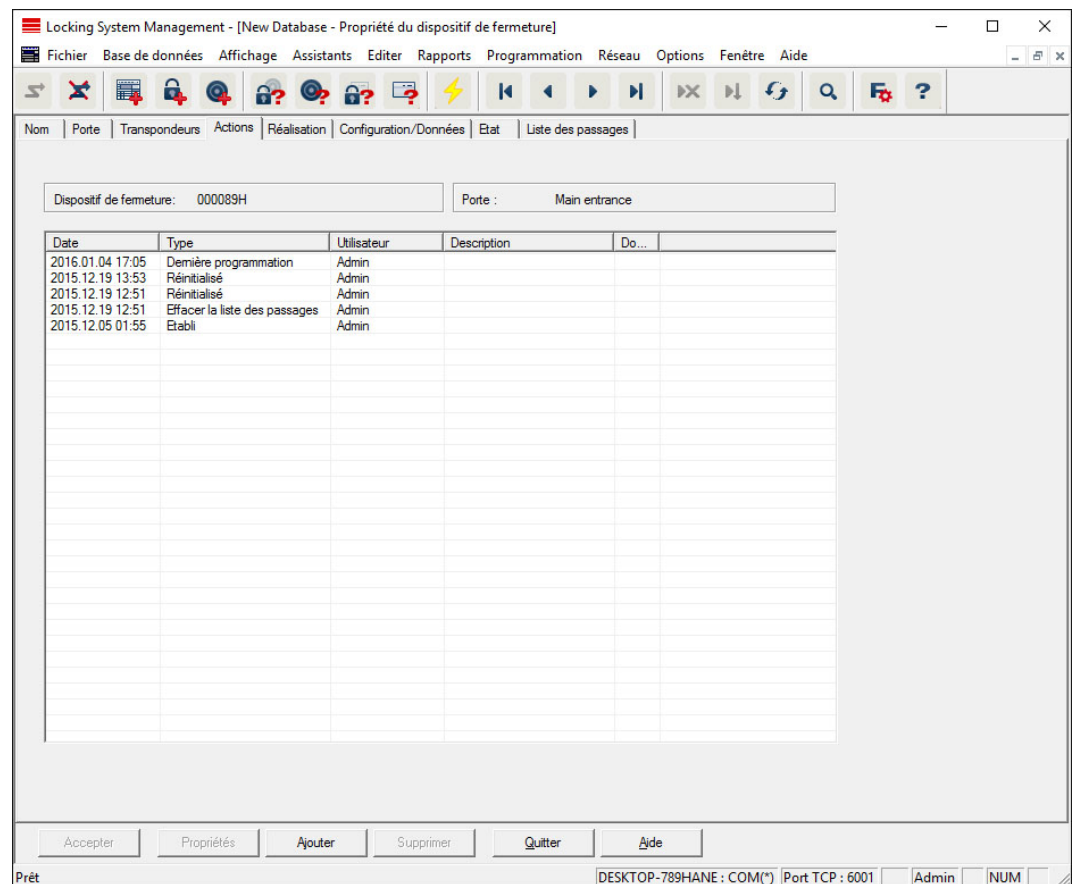 Locking System Management - [New Database - Propriété du dispositif de fermeture]
Fichier Base de données Affichage Assistants Editer Rapports Programmation Réseau Options Fenêtre Aide
Nom Porte Transpondeurs Actions Réalisation Configuration/Données Etat Liste des passages
Dispositif de fermeture: 000089H Porte : Main entrance
Date Type Utilisateur Description Do...
2016.01.04 17:05 Dernière programmation Admin
2015.12.19 13:53 Réinitialisé Admin
2015.12.19 12:51 Réinitialisé Admin
2015.12.19 12:51 Effacer la liste des passages Admin
2015.12.05 01:55 Etabli Admin
Accepter Propriétés Ajouter Supprimer Quitter Aide
Prêt DESKTOP-789HANE : COM(*) Port TCP : 6001 Admin NUM